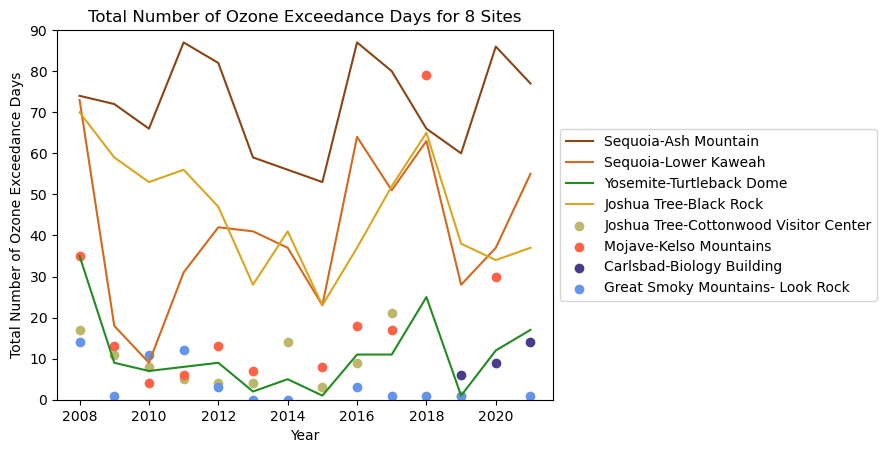 Total Number of Ozone Exceedance Days for 8 Sites
Total Number of Ozone Exceedance Days
90
80
70
60
50
40
30
20
10
0
2008 2010 2012 2014 2016 2018 2020
Year
Sequoia-Ash Mountain
Sequoia-Lower Kaweah
Yosemite-Turtleback Dome
Joshua Tree-Black Rock
Joshua Tree-Cottonwood Visitor Center
Mojave-Kelso Mountains
Carlsbad-Biology Building
Great Smoky Mountains- Look Rock